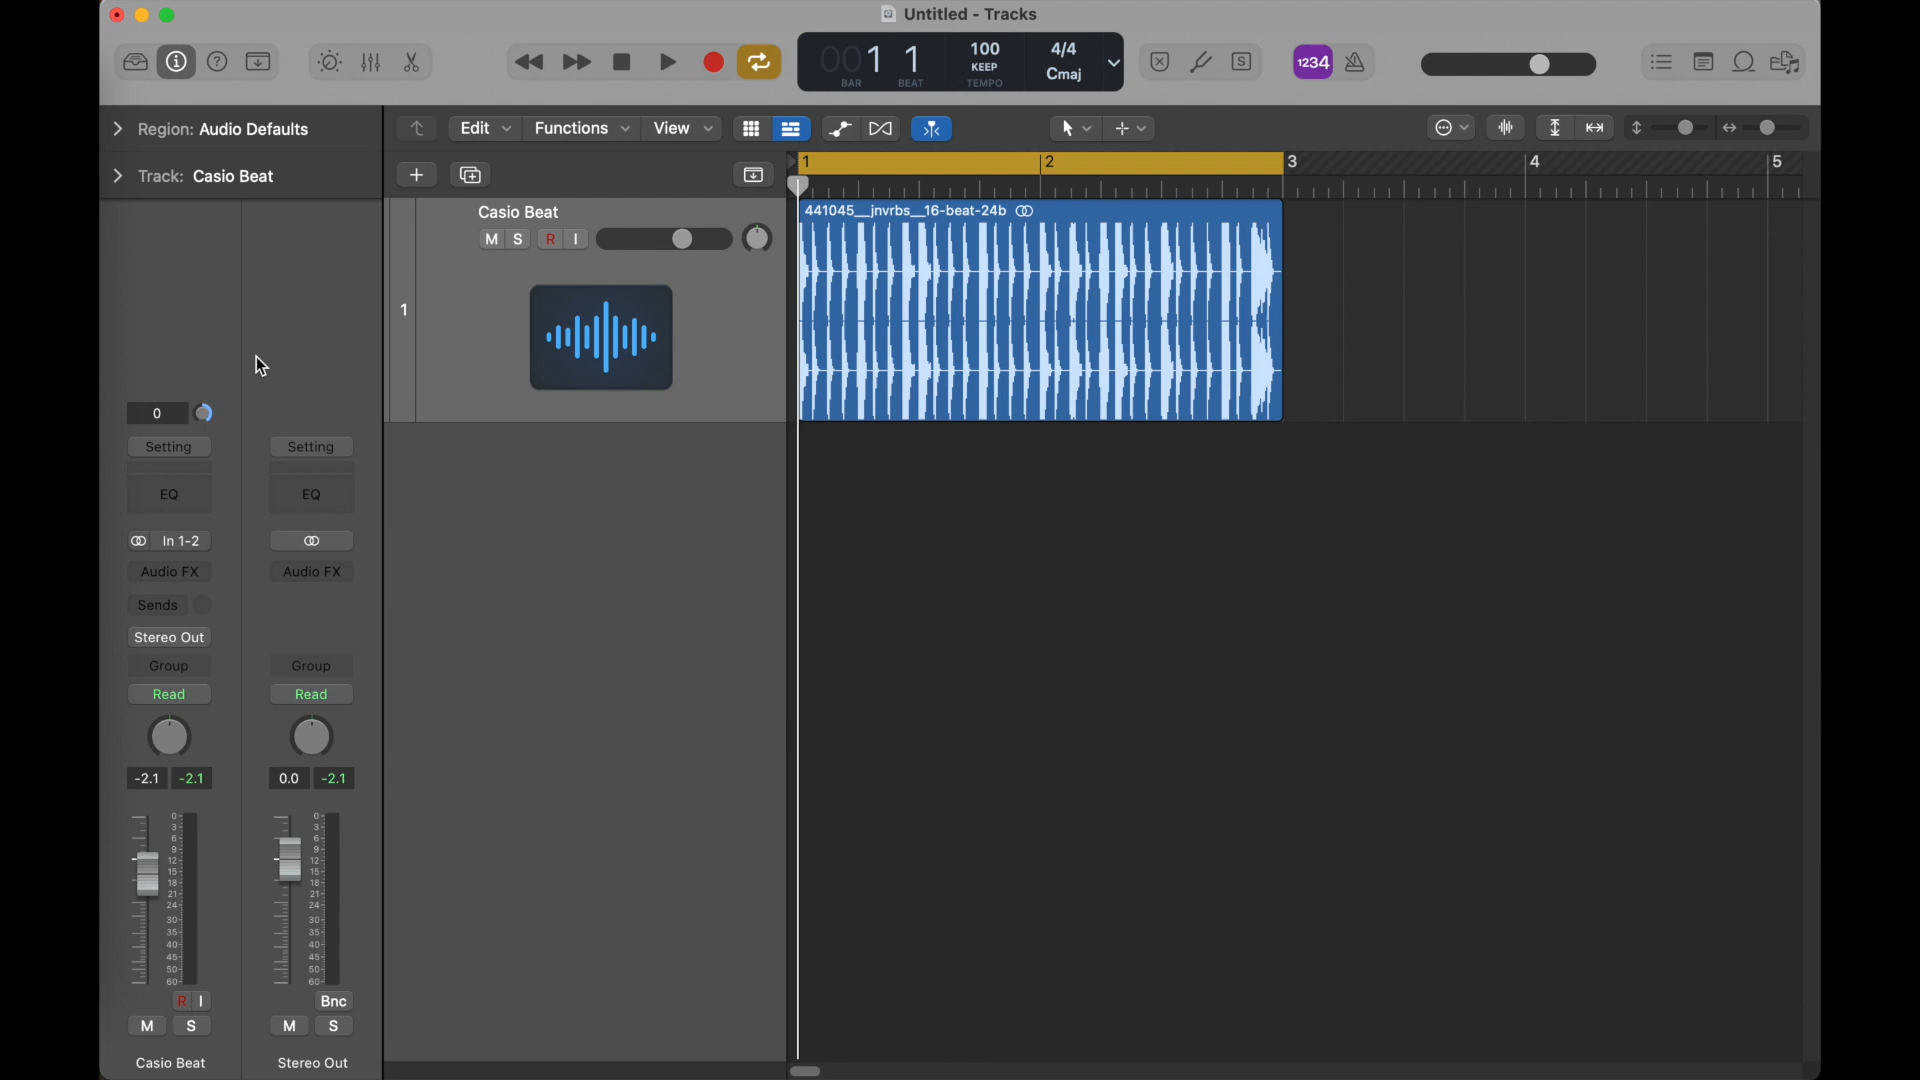 Untitled - Tracks
001 1
BAR BEAT
100
KEEP
TEMPO
4/4
Cmaj
1234
S
Region: Audio Defaults
Edit
Functions
View
Track: Casio Beat
1 2 3 4 5
Casio Beat
M S R I
1
441045__jnvrbs__16-beat-24b
0
Setting
Setting
EQ
EQ
In 1-2
Audio FX
Audio FX
Sends
Stereo Out
Group
Group
Read
Read
-2.1 -2.1
0.0 -2.1
0 0
3 3
6 6
9 9
12 12
15 15
18 18
21 21
24 24
30 30
35 35
40 40
45 45
50 50
60 60
R I
Bnc
M S
M S
Casio Beat
Stereo Out